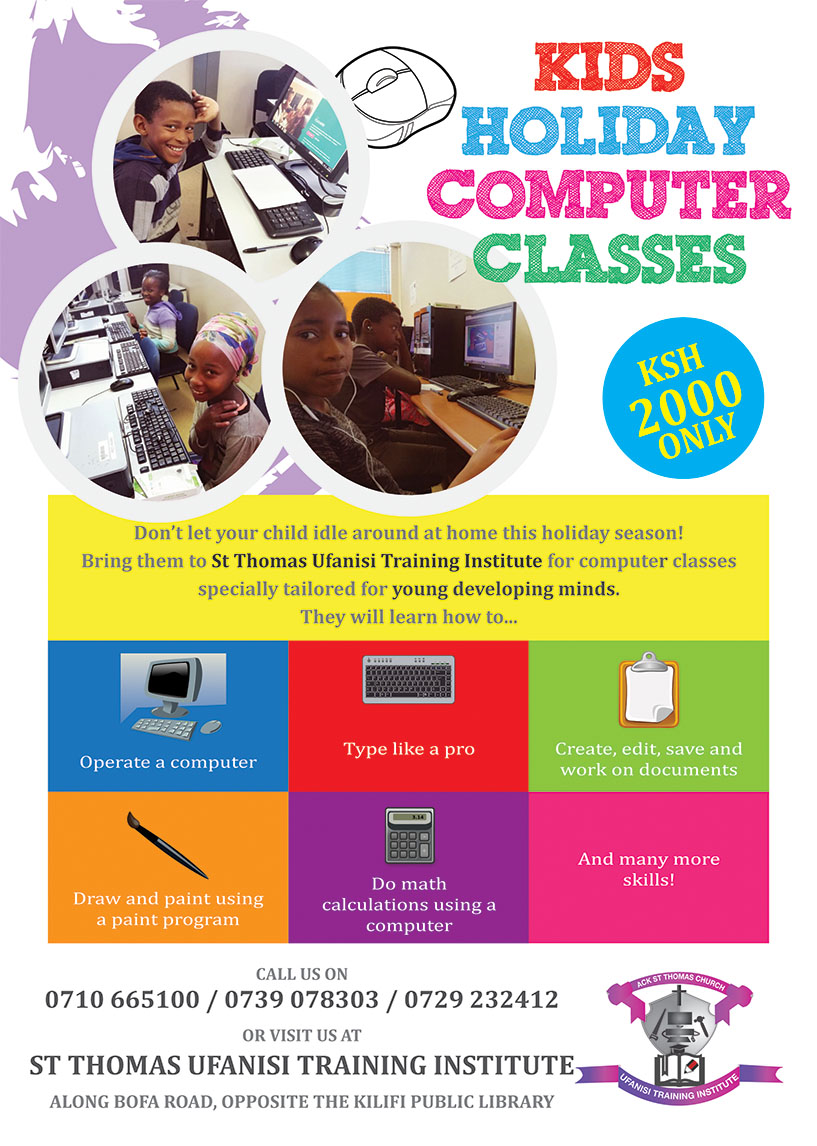 KIDS
HOLIDAY
COMPUTER
CLASSES
KSH
2000
ONLY
Don't let your child idle around at home this holiday season!
Bring them to St Thomas Ufanisi Training Institute for computer classes
specially tailored for young developing minds.
They will learn how to...
Operate a computer
Type like a pro
Create, edit, save and
work on documents
Draw and paint using
a paint program
3.14
Do math
calculations using a
computer
And many more
skills!
CALL US ON
0710 665100 / 0739 078303 / 0729 232412
OR VISIT US AT
ST THOMAS UFANISI TRAINING INSTITUTE
ALONG BOFA ROAD, OPPOSITE THE KILIFI PUBLIC LIBRARY
ACK ST THOMAS CHURCH
UFANISI TRAINING INSTITUTE